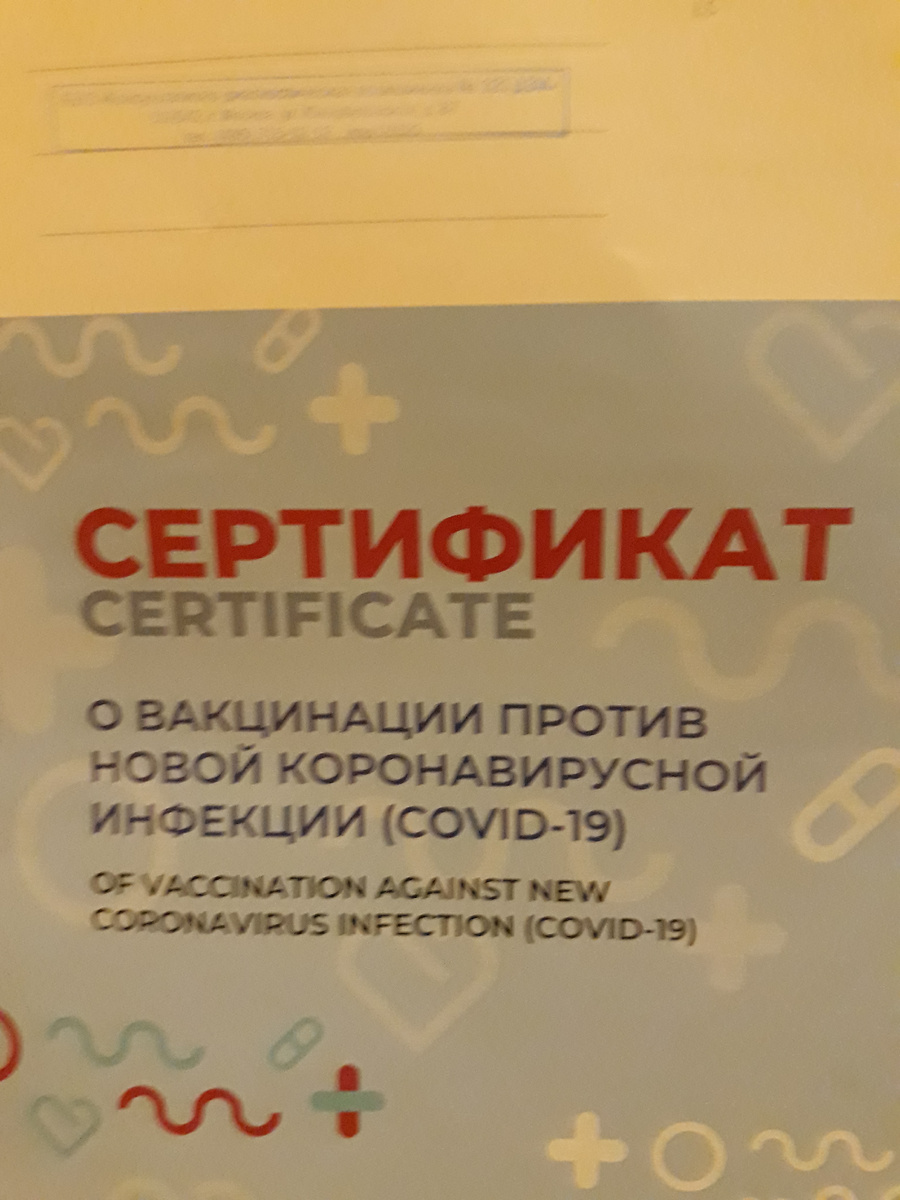 СЕРТИФИКАТ
CERTIFICATE
О ВАКЦИНАЦИИ ПРОТИВ
НОВОЙ КОРОНАВИРУСНОЙ
ИНФЕКЦИИ (COVID-19)
OF VACCINATION AGAINST NEW
CORONAVIRUS INFECTION (COVID-19)